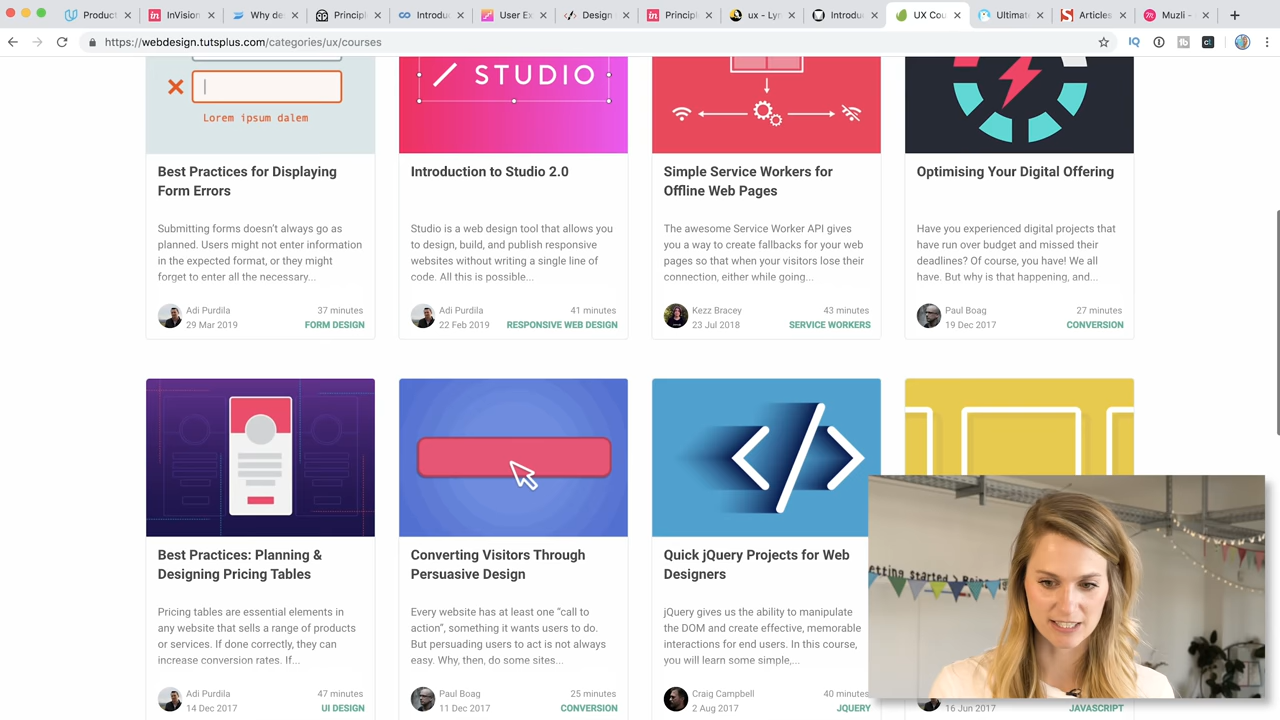 Product
InVision
Why de
Principl
Introdu
User E
Design
Principl
ux - Lyr
Introduc
UX Cou
Ultimat
Articles
Muzli -
https://webdesign.tutsplus.com/categories/ux/courses
Lorem ipsum dalem
STUDIO
Best Practices for Displaying
Form Errors
Submitting forms doesn't always go as
planned. Users might not enter information
in the expected format, or they might
forget to enter all the necessary...
Adi Purdila
37 minutes
29 Mar 2019
FORM DESIGN
Introduction to Studio 2.0
Studio is a web design tool that allows you
to design, build, and publish responsive
websites without writing a single line of
code. All this is possible...
Adi Purdila
41 minutes
22 Feb 2019
RESPONSIVE WEB DESIGN
Simple Service Workers for
Offline Web Pages
The awesome Service Worker API gives
you a way to create fallbacks for your web
pages so that when your visitors lose their
connection, either while going...
Kezz Bracey
43 minutes
23 Jul 2018
SERVICE WORKERS
Optimising Your Digital Offering
Have you experienced digital projects that
have run over budget and missed their
deadlines? Of course, you have! We all
have. But why is that happening, and...
Paul Boag
27 minutes
19 Dec 2017
CONVERSION
Best Practices: Planning &
Designing Pricing Tables
Pricing tables are essential elements in
any website that sells a range of products
or services. If done correctly, they can
increase conversion rates. If...
Adi Purdila
47 minutes
14 Dec 2017
UI DESIGN
Converting Visitors Through
Persuasive Design
Every website has at least one "call to
action", something it wants users to do.
But persuading users to act is not always
easy. Why, then, do some sites...
Paul Boag
25 minutes
11 Dec 2017
CONVERSION
</>
Quick jQuery Projects for Web
Designers
jQuery gives us the ability to manipulate
the DOM and create effective, memorable
interactions for end users. In this course,
you will learn some simple,...
Craig Campbell
40 minutes
2 Aug 2017
JQUERY
etting started > Being
16 Jun 2017
JAVASCRIPT